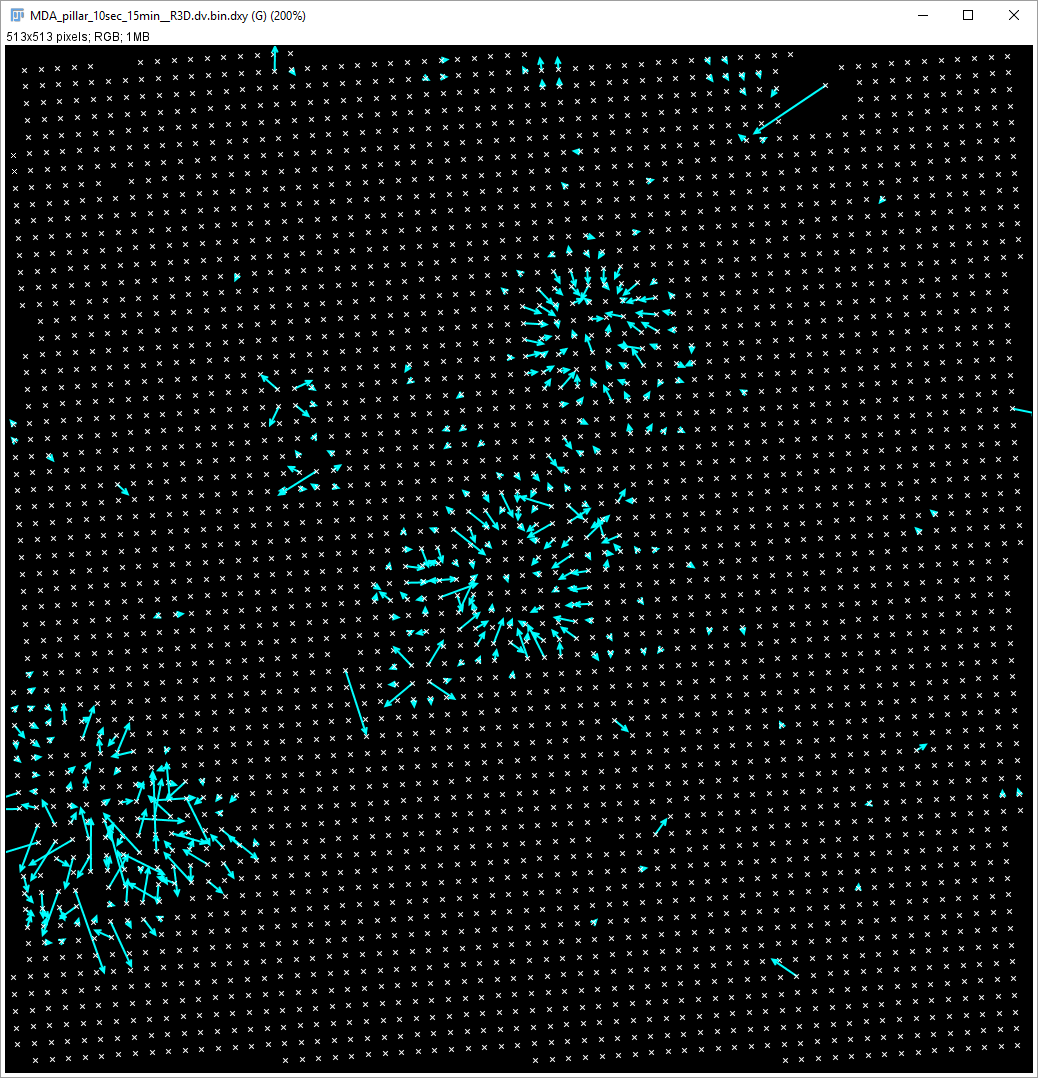 MDA_pillar_10sec_15min__R3D.dv.bin.dxy (G) (200%)
513x513 pixels; RGB; 1MB